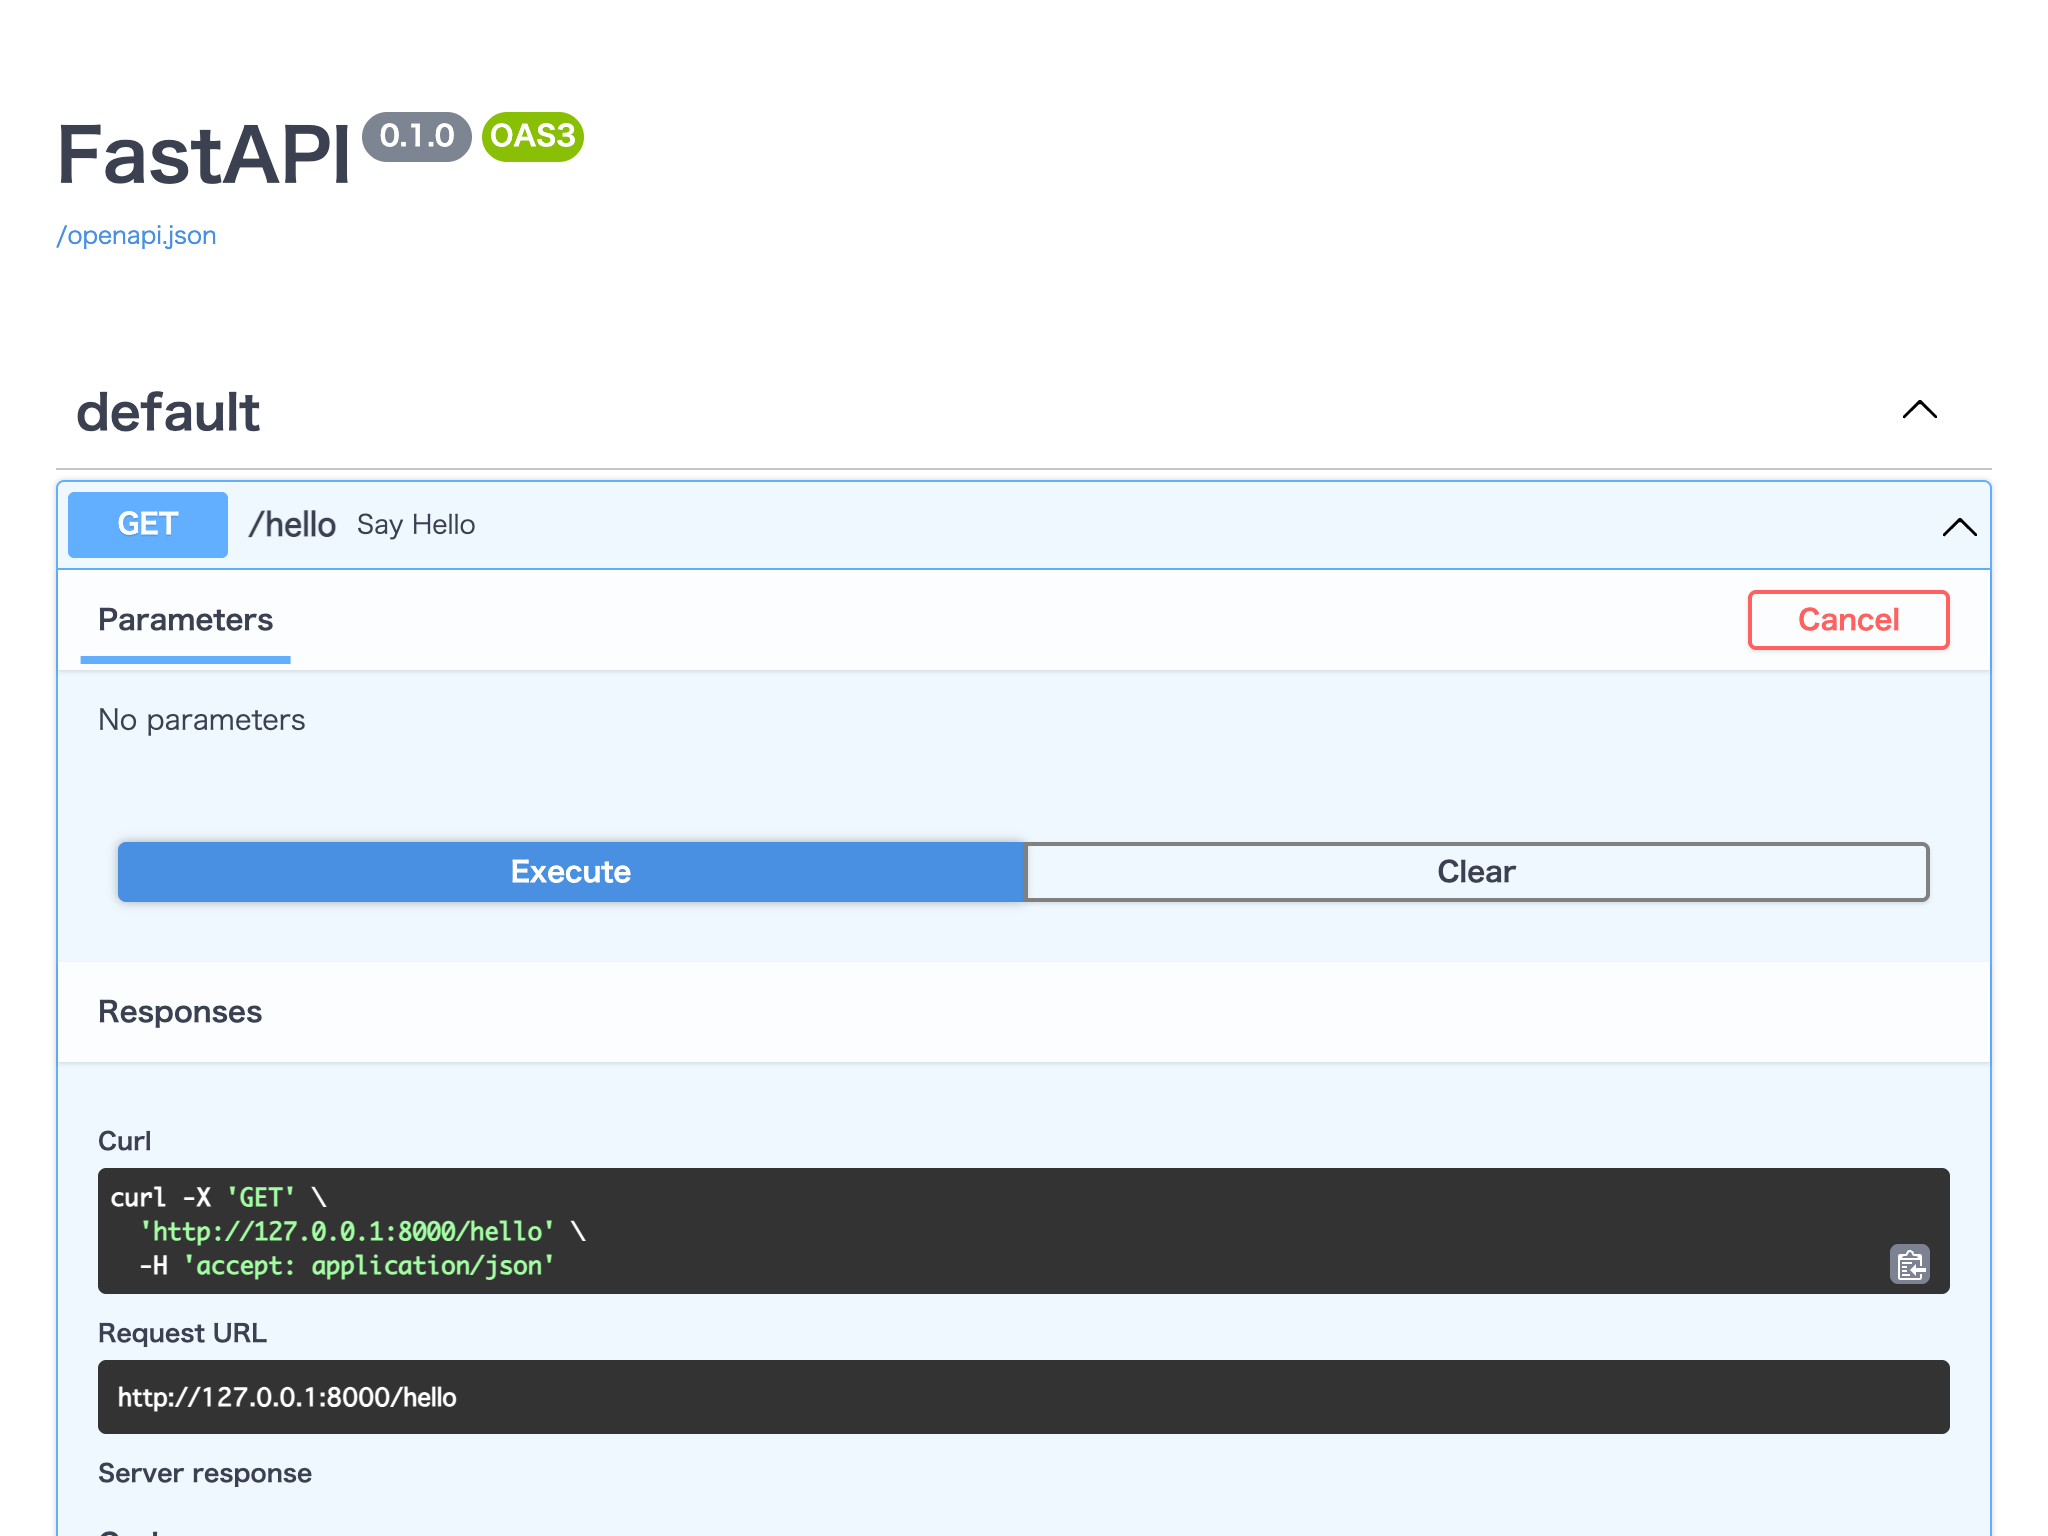 FastAPI 0.1.0 OAS3
/openapi.json
default
GET /hello Say Hello
Parameters Cancel
No parameters
Execute Clear
Responses
Curl
curl -X 'GET' \
'http://127.0.0.1:8000/hello' \
-H 'accept: application/json'
Request URL
http://127.0.0.1:8000/hello
Server response